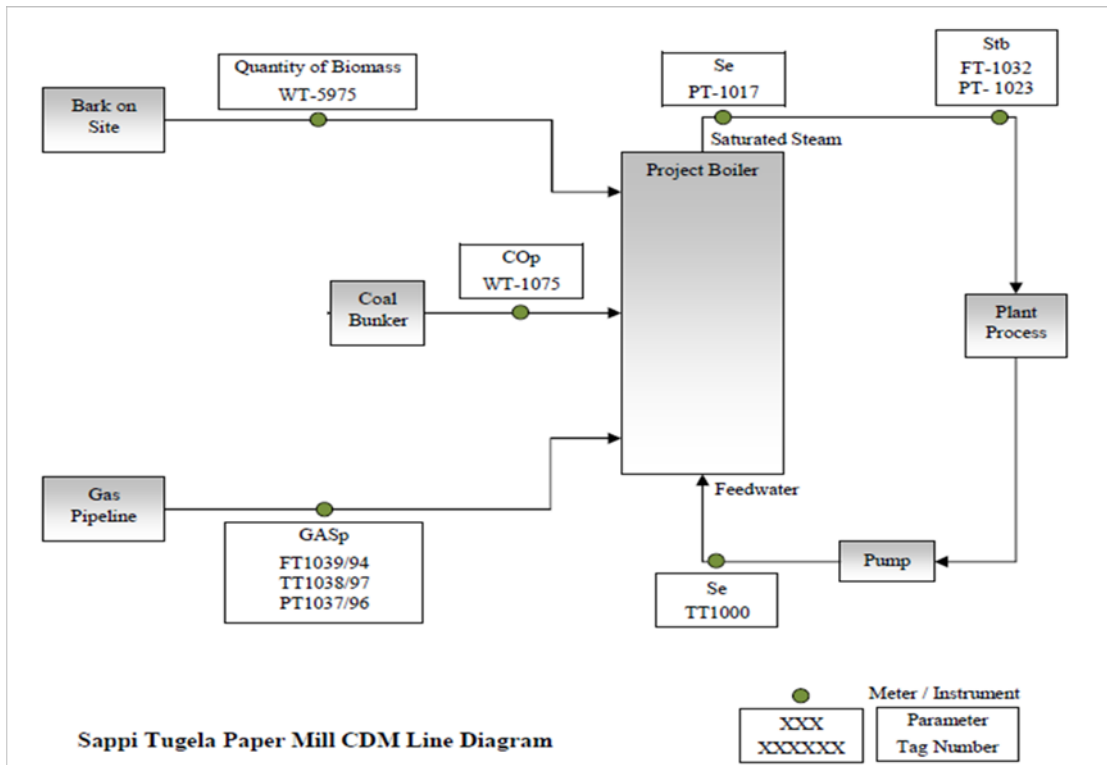 Quantity of Biomass
WT-5975
Bark on
Site
Se
PT-1017
Stb
FT-1032
PT- 1023
Saturated Steam
Project Boiler
COp
WT-1075
Coal
Bunker
Plant
Process
Gas
Pipeline
GASp
FT1039/94
TT1038/97
PT1037/96
Feedwater
Pump
Se
TT1000
Meter / Instrument
XXX
XXXXXX
Parameter
Tag Number
Sappi Tugela Paper Mill CDM Line Diagram